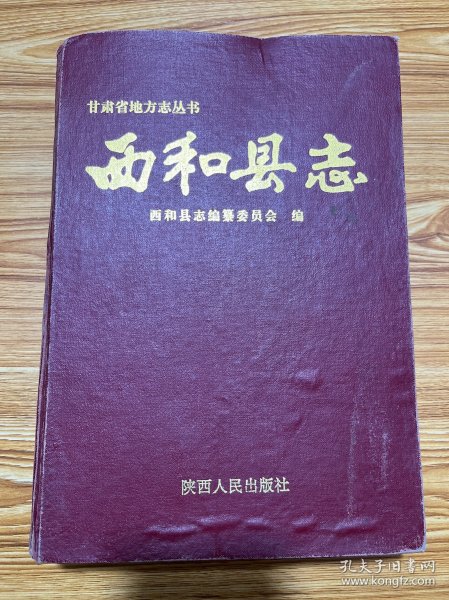 甘肃省地方志丛书
西和县志
西和县志编纂委员会 编
陕西人民出版社
孔夫子旧书网
www.kongfz.com